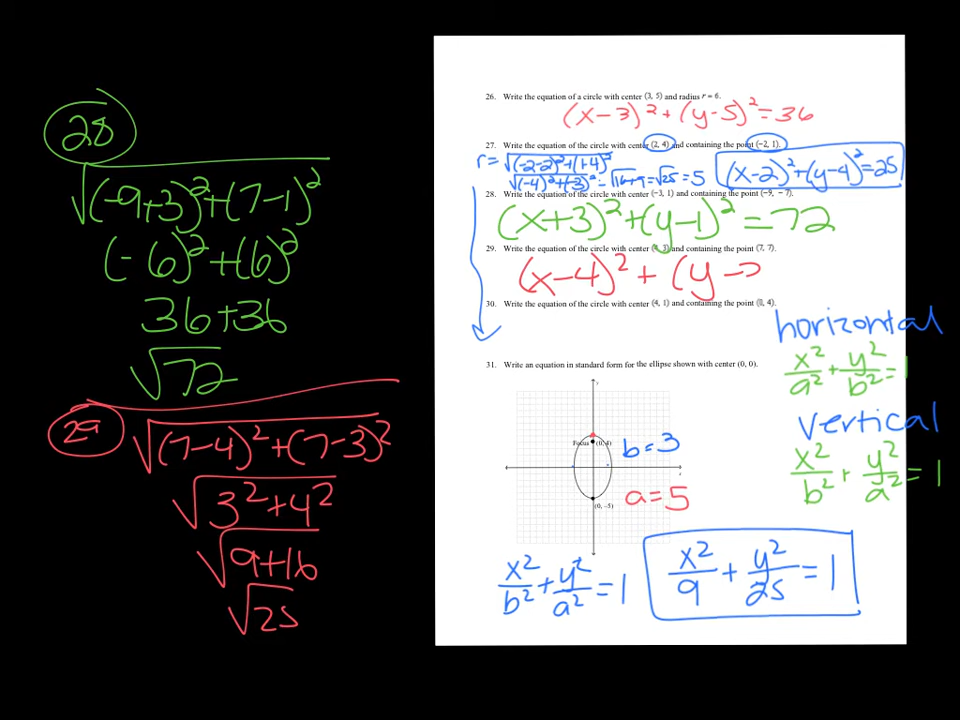 28
√(-9+3)²+(7-1)²
(-6)²+(6)²
36+36
√72
29
√(7-4)²+(7-3)²
√3²+4²
√9+16
√25
26. Write the equation of a circle with center (3, 5) and radius r = 6.
(x-3)²+(y-5)²=36
27. Write the equation of the circle with center (2, 4) and containing the point (-2, 1).
r=√(-2-2)²+(1-4)²
√(-4)²+(-3)²=√16+9=√25=5
(x-2)²+(y-4)²=25
28. Write the equation of the circle with center (-3, 1) and containing the point (-9, -7).
(x+3)²+(y-1)²=72
29. Write the equation of the circle with center 3) and containing the point (7, 7).
(x-4)²+(y-
30. Write the equation of the circle with center (4, 1) and containing the point 4).
31. Write an equation in standard form for the ellipse shown with center (0, 0).
y
Focus (0, 4)
x
(0, -5)
b=3
a=5
x²/b²+y²/a²=1
x²/9+y²/25=1
horizontal
x²/a²+y²/b²=1
vertical
x²/b²+y²/a²=1